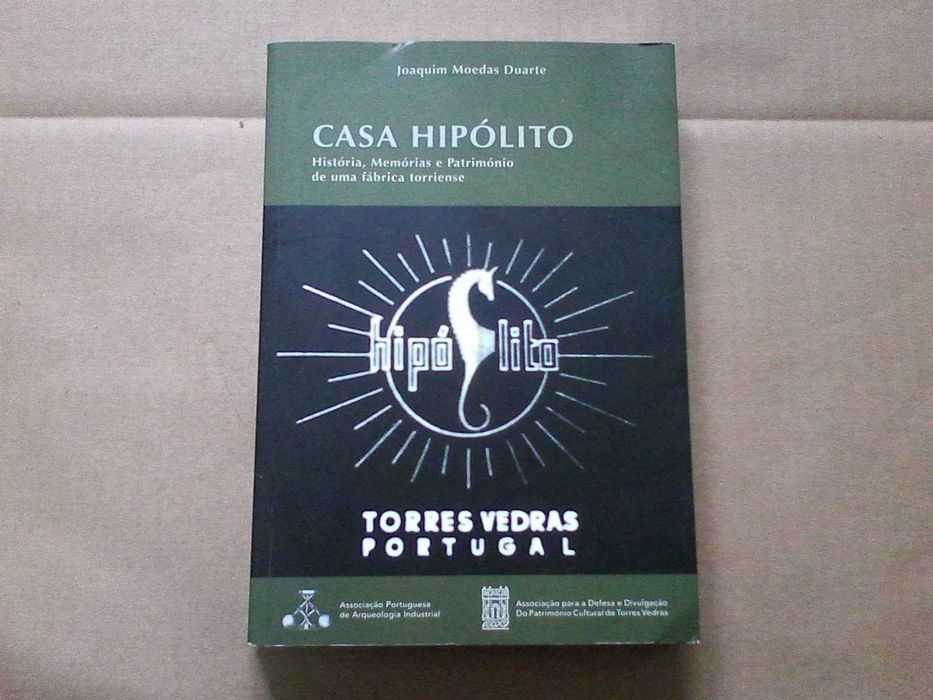 Joaquim Moedas Duarte
CASA HIPÓLITO
História, Memórias e Património
de uma fábrica torriense
hipólito
TORRES VEDRAS
PORTUGAL
Associação Portuguesa
de Arqueologia Industrial
Associação para a Defesa e Divulgação
Do Património Cultural de Torres Vedras